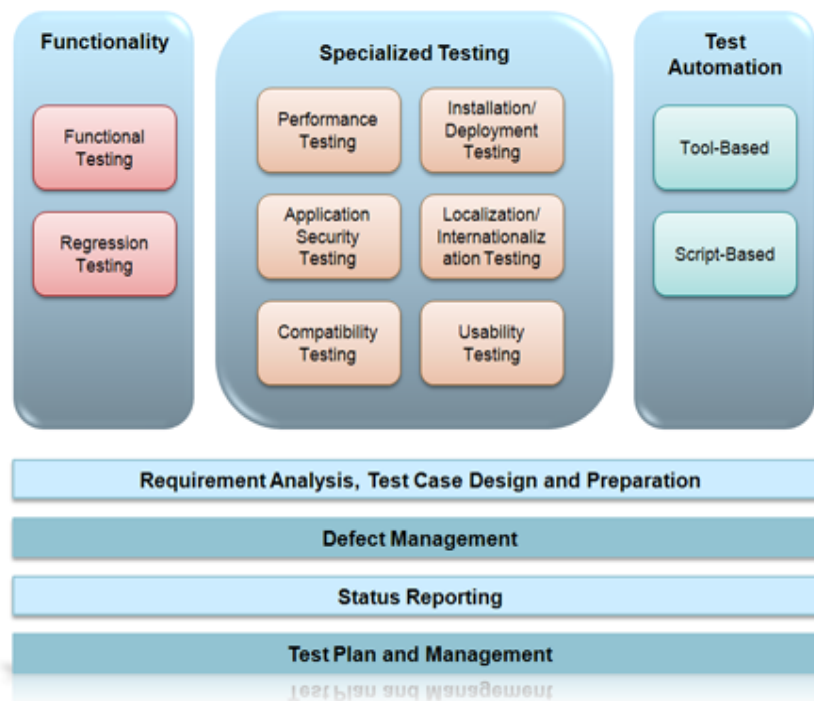 Functionality
Functional
Testing
Regression
Testing
Specialized Testing
Performance
Testing
Installation/
Deployment
Testing
Application
Security
Testing
Localization/
Internationaliz
ation Testing
Compatibility
Testing
Usability
Testing
Test
Automation
Tool-Based
Script-Based
Requirement Analysis, Test Case Design and Preparation
Defect Management
Status Reporting
Test Plan and Management